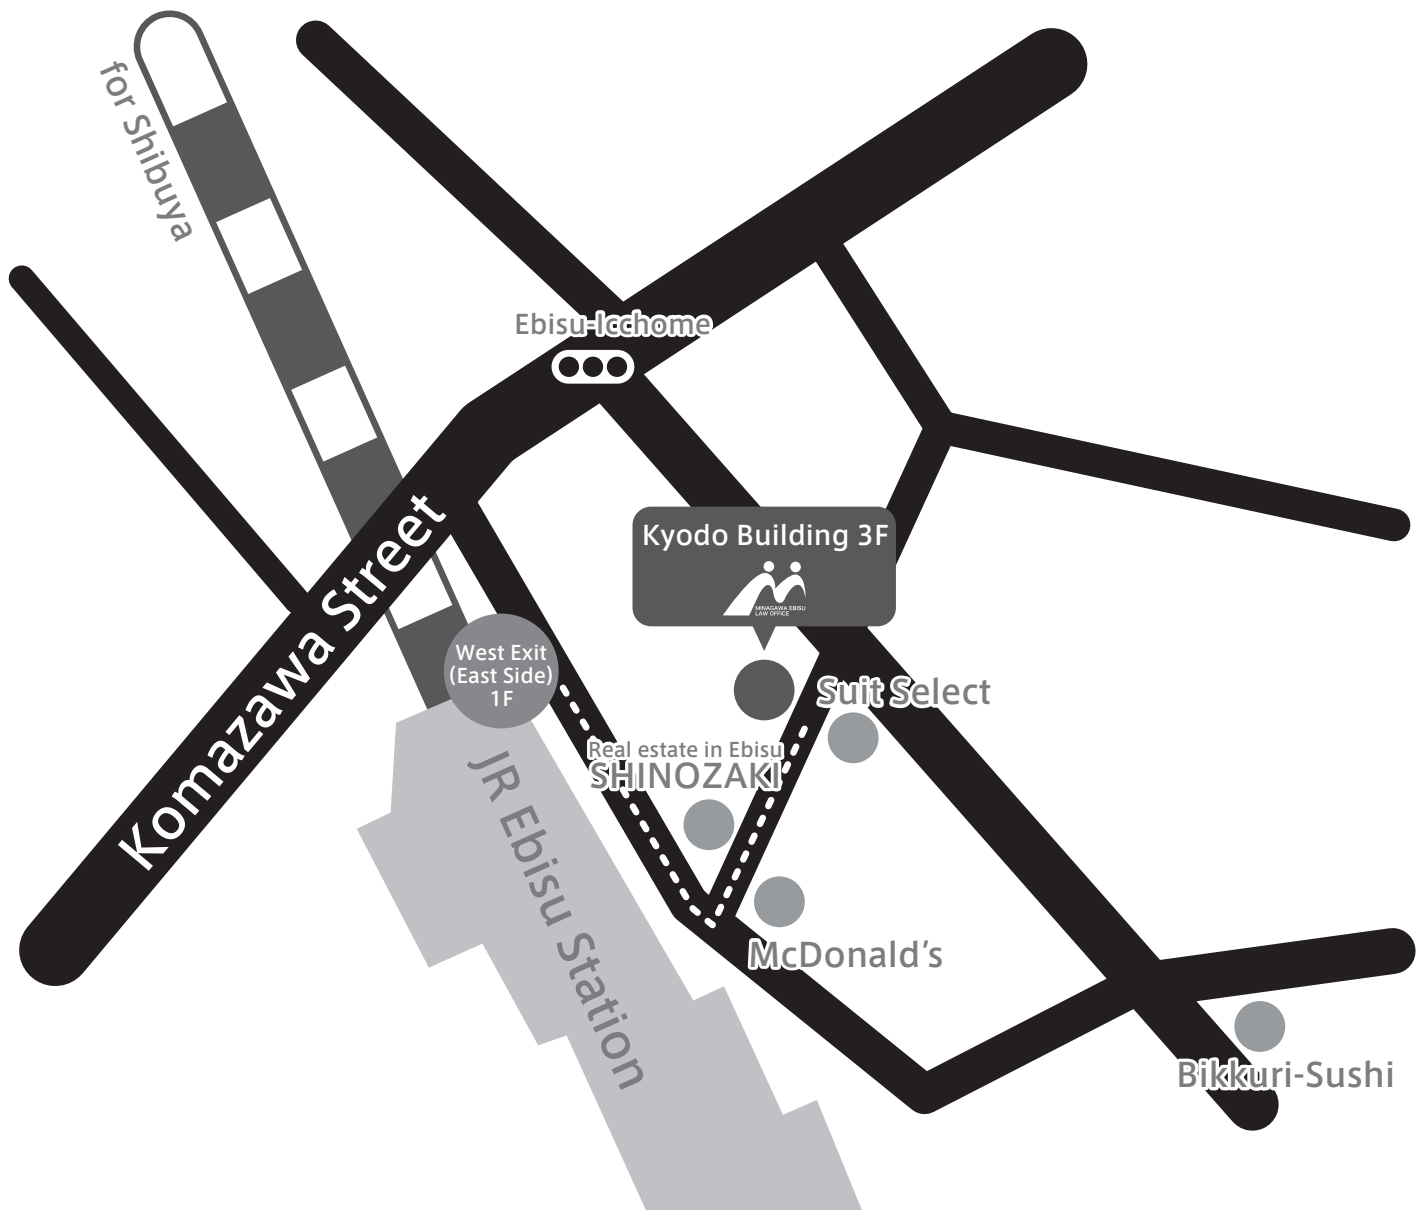 for Shibuya
Ebisu-Icchome
Komazawa Street
Kyodo Building 3F
MINAGAWA EBISU
LAW OFFICE
West Exit
(East Side)
1F
Suit Select
Real estate in Ebisu
SHINOZAKI
JR Ebisu Station
McDonald’s
Bikkuri-Sushi